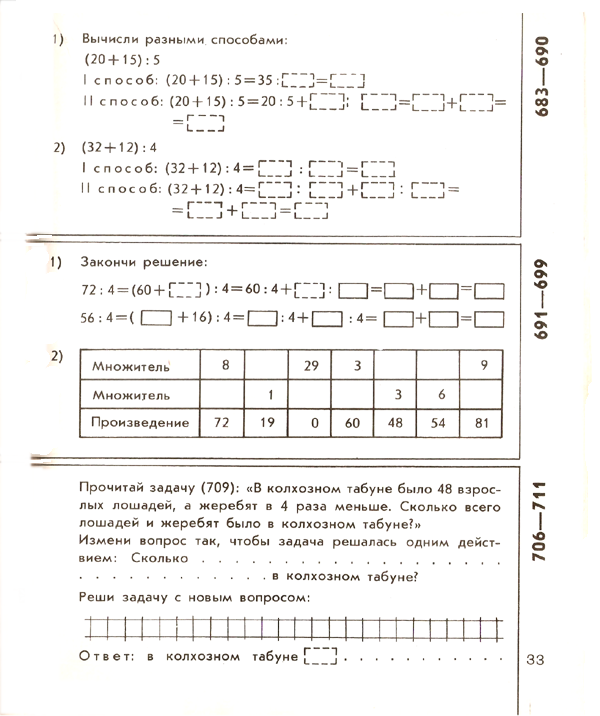 1) Вычисли разными способами:
(20+15):5
I способ: (20+15):5=35:=
II способ: (20+15):5=20:5+: =+=
=
2) (32+12):4
I способ: (32+12):4=:=
II способ: (32+12):4=:+:=
=+=
683—690
1) Закончи решение:
72:4=(60+):4=60:4+:=+=
56:4=(+16):4=:4+:4=+=
2)
Множитель 8 29 3 9
Множитель 1 3 6
Произведение 72 19 0 60 48 54 81
691—699
Прочитай задачу (709): «В колхозном табуне было 48 взрос-
лых лошадей, а жеребят в 4 раза меньше. Сколько всего
лошадей и жеребят было в колхозном табуне?»
Измени вопрос так, чтобы задача решалась одним дейст-
вием: Сколько . . . . . . . . . . . . . . . . . .
. . . . . . . . . . . . . в колхозном табуне?
Реши задачу с новым вопросом:
Ответ: в колхозном табуне . . . . . . . . . . .
706—711
33